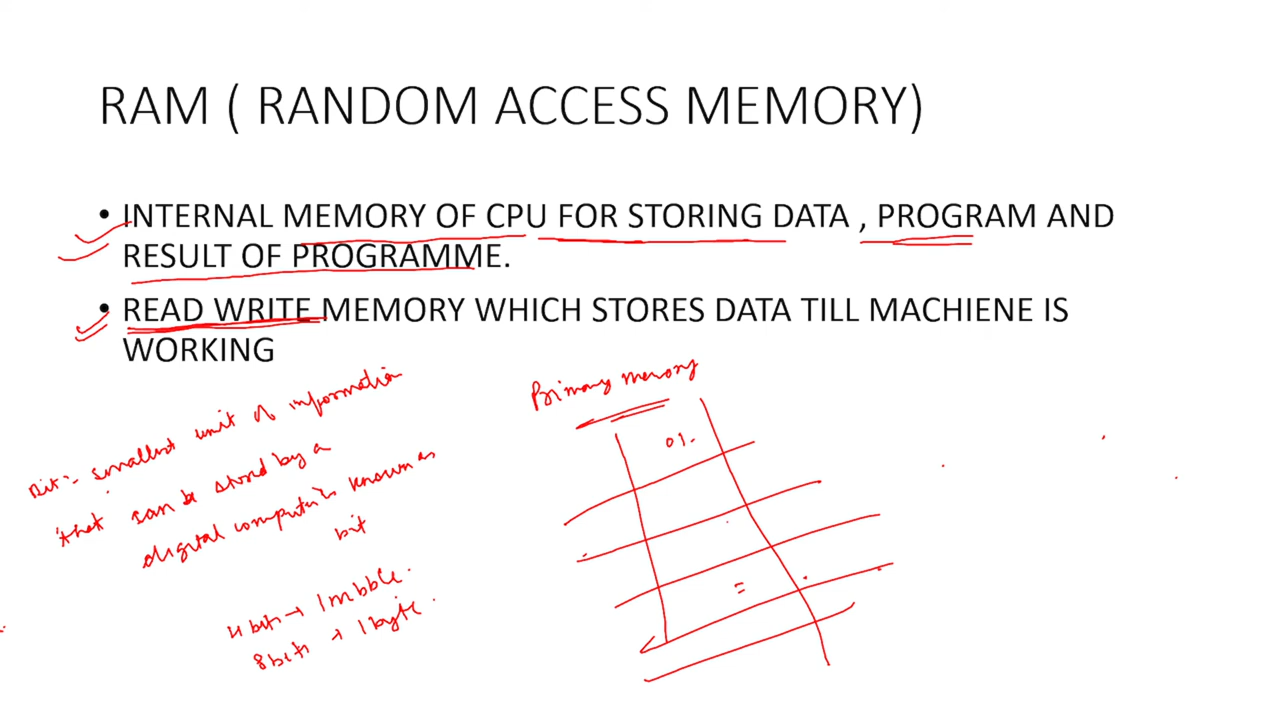 RAM ( RANDOM ACCESS MEMORY)
• INTERNAL MEMORY OF CPU FOR STORING DATA , PROGRAM AND
RESULT OF PROGRAMME.
• READ WRITE MEMORY WHICH STORES DATA TILL MACHIENE IS
WORKING
Primary memory
01.
Bit :- smallest unit of information
that can be stored by a
digital computer is known as
bit
4 bits → 1 nibble.
8 bits → 1 byte.